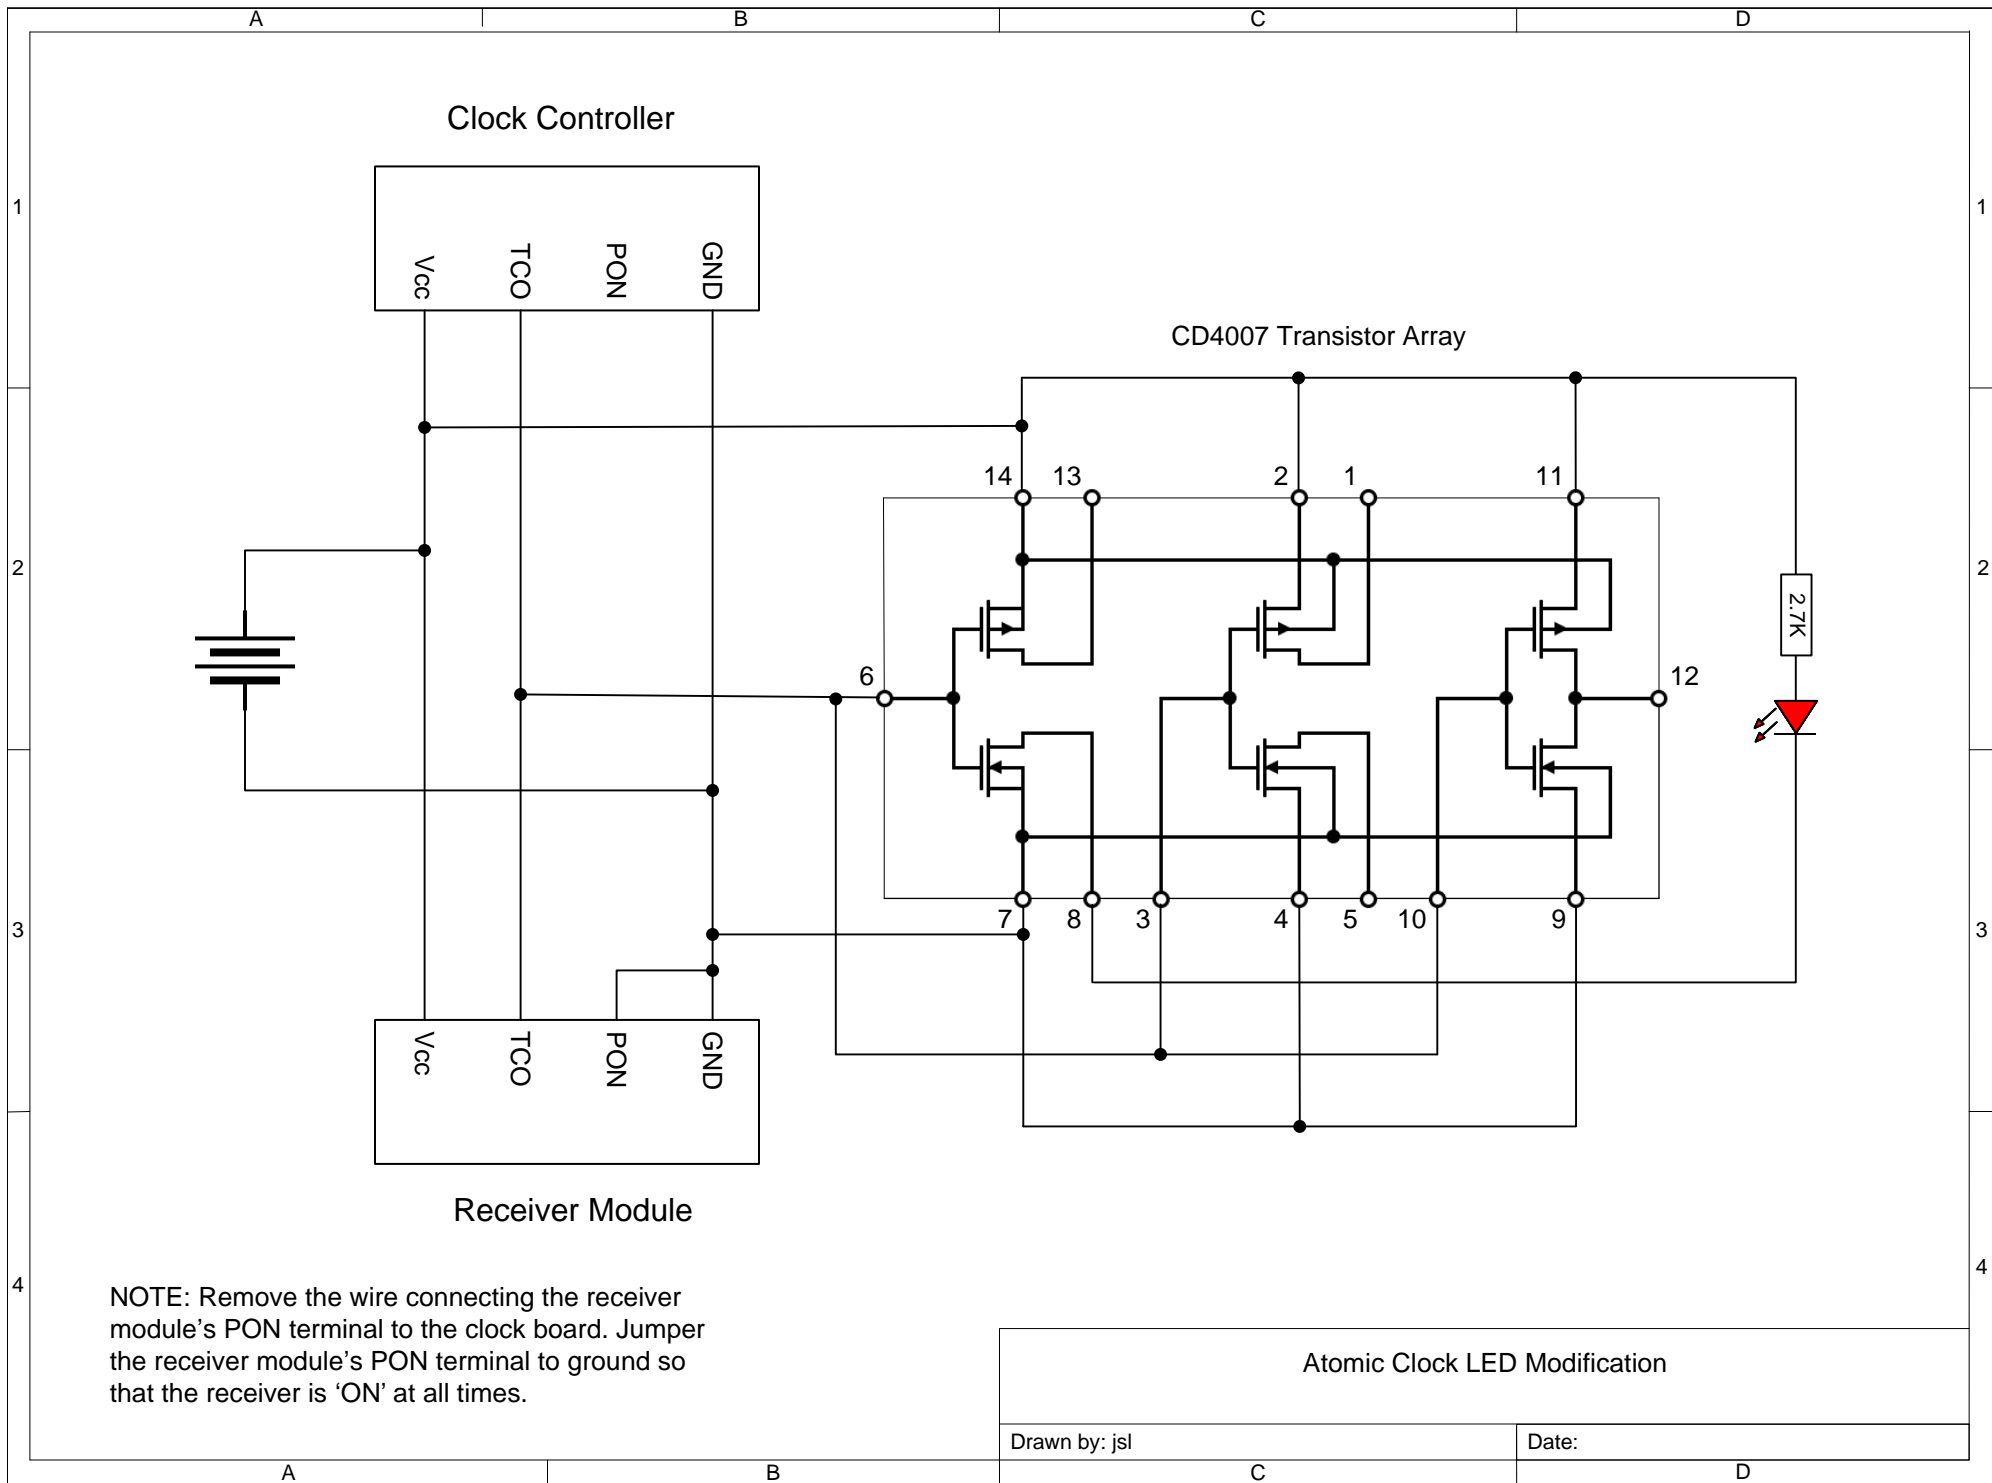 A B C D
Clock Controller
1 1
Vcc TCO PON GND
CD4007 Transistor Array
14 13 2 1 11
2 2
2.7K
6 12
7 8 3 4 5 10 9
3 3
Vcc TCO PON GND
Receiver Module
4 4
NOTE: Remove the wire connecting the receiver
module’s PON terminal to the clock board. Jumper
the receiver module’s PON terminal to ground so
that the receiver is ‘ON’ at all times.
Atomic Clock LED Modification
Drawn by: jsl Date:
A B C D